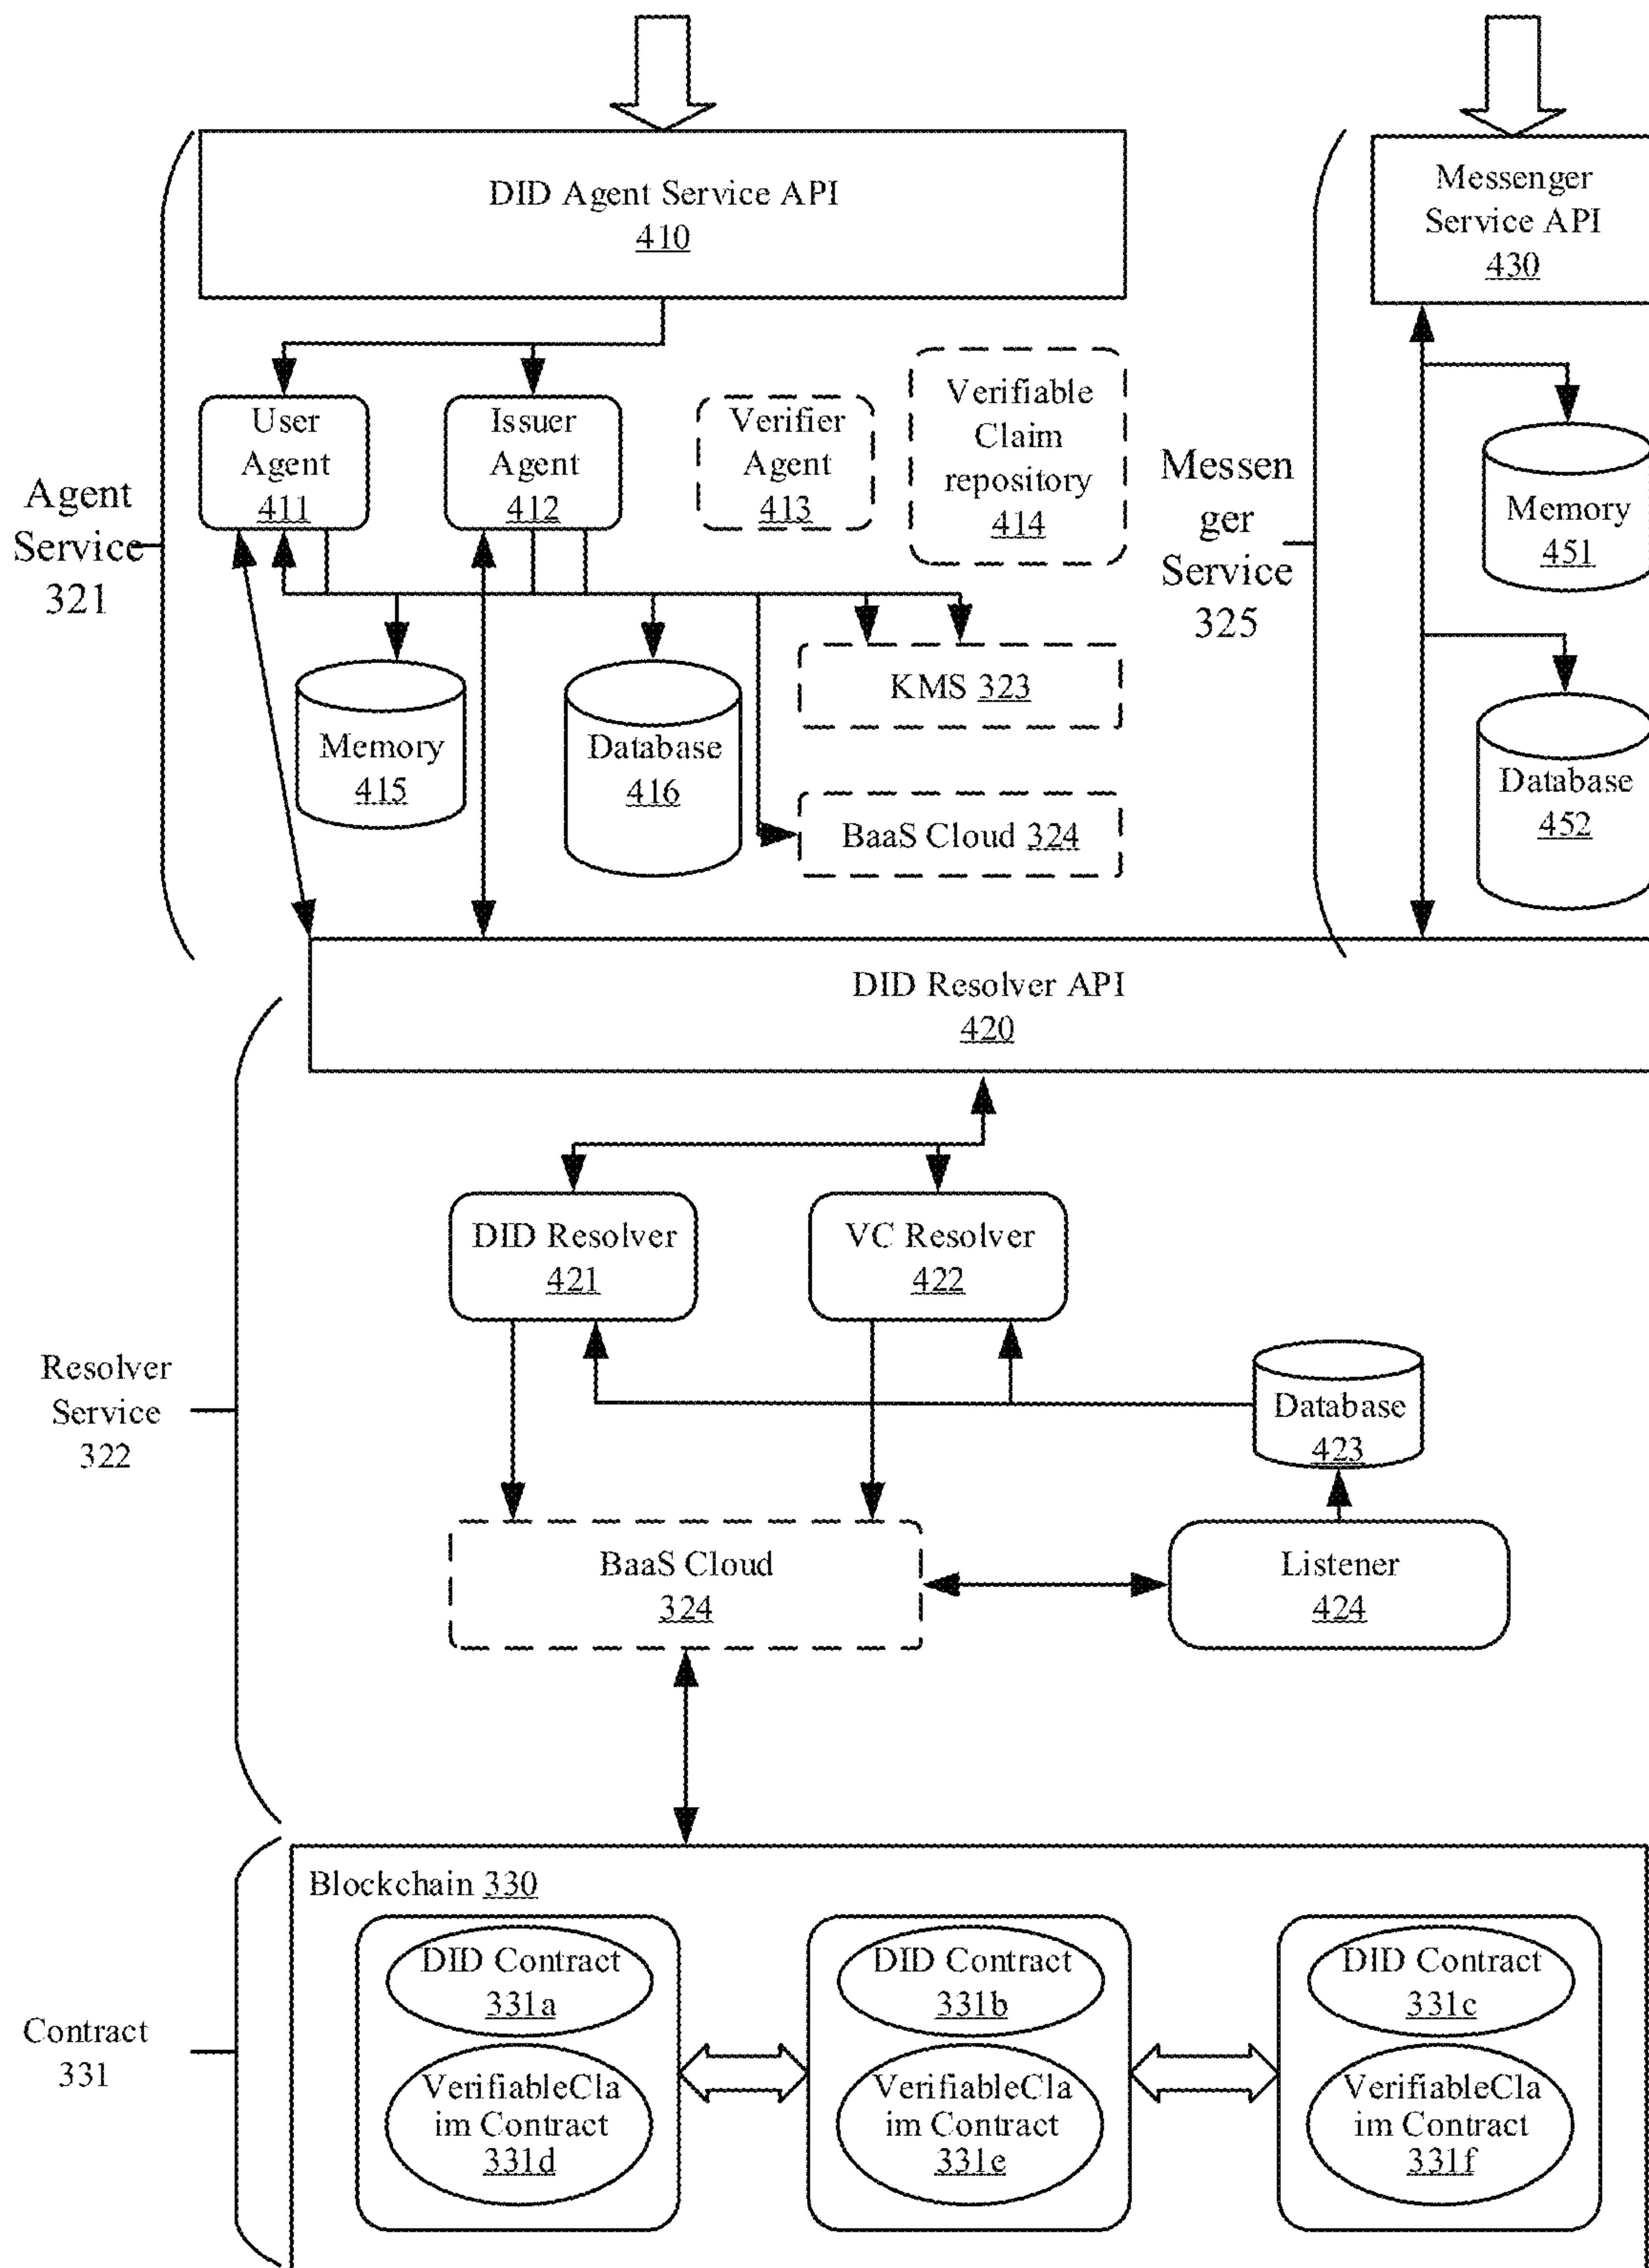 DID Agent Service API
410
Messenger
Service API
430
Agent
Service
321
User
Agent
411
Issuer
Agent
412
Verifier
Agent
413
Verifiable
Claim
repository
414
Messen
ger
Service
325
Memory
451
Memory
415
Database
416
KMS 323
BaaS Cloud 324
Database
452
DID Resolver API
420
Resolver
Service
322
DID Resolver
421
VC Resolver
422
Database
423
BaaS Cloud
324
Listener
424
Contract
331
Blockchain 330
DID Contract
331a
VerifiableCla
im Contract
331d
DID Contract
331b
VerifiableCla
im Contract
331e
DID Contract
331c
VerifiableCla
im Contract
331f